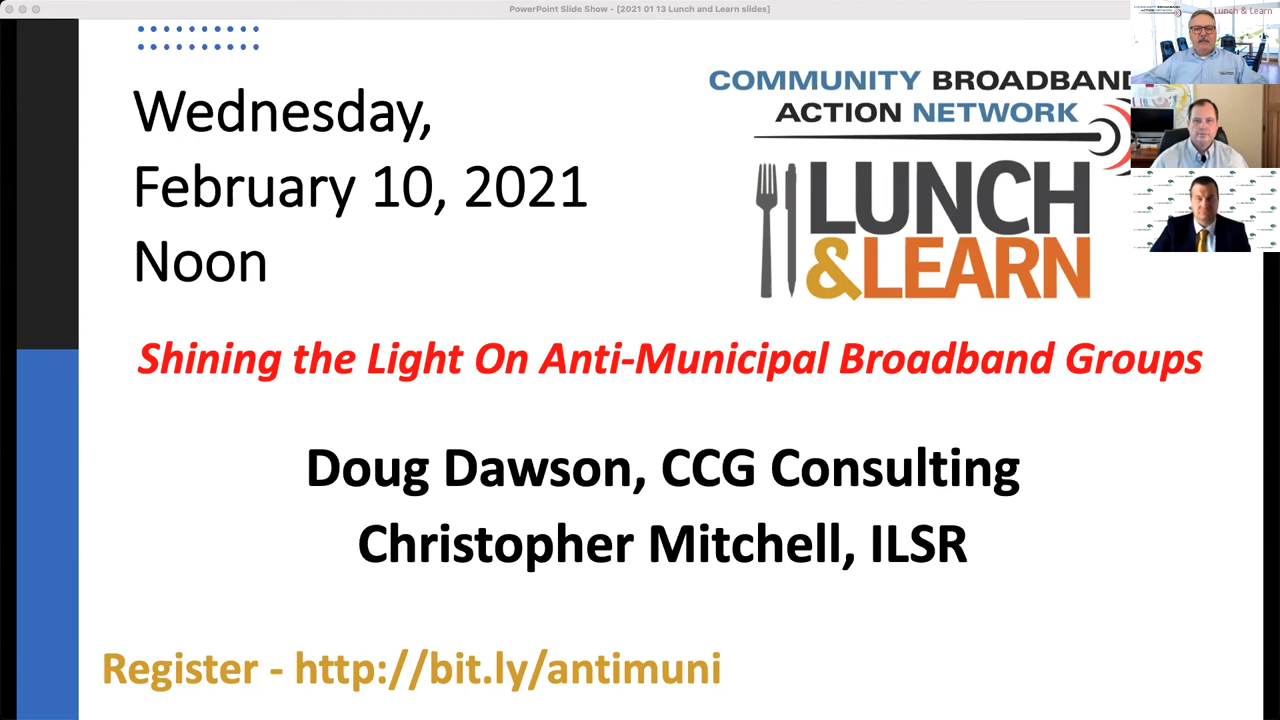 PowerPoint Slide Show - [2021 01 13 Lunch and Learn slides]
Lunch & Learn
Wednesday,
February 10, 2021
Noon
COMMUNITY BROADBAND
ACTION NETWORK
LUNCH
&LEARN
Shining the Light On Anti-Municipal Broadband Groups
Doug Dawson, CCG Consulting
Christopher Mitchell, ILSR
Register - http://bit.ly/antimuni